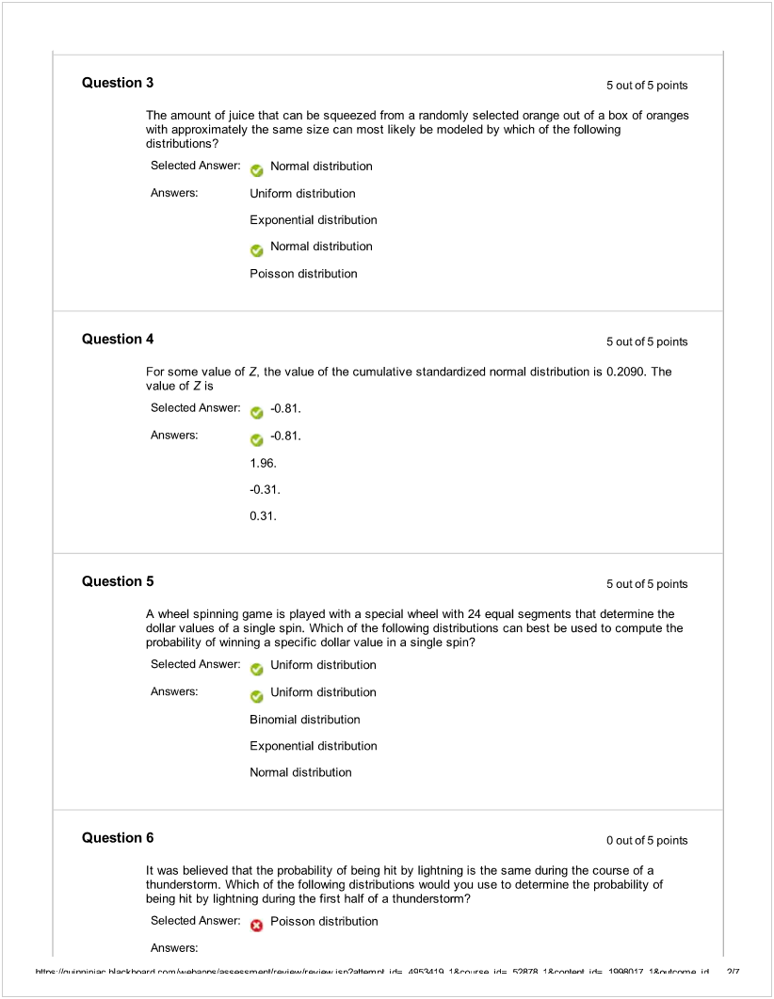 Question 3
5 out of 5 points
The amount of juice that can be squeezed from a randomly selected orange out of a box of oranges
with approximately the same size can most likely be modeled by which of the following
distributions?
Selected Answer: Normal distribution
Answers: Uniform distribution
Exponential distribution
Normal distribution
Poisson distribution
Question 4
5 out of 5 points
For some value of Z, the value of the cumulative standardized normal distribution is 0.2090. The
value of Z is
Selected Answer: -0.81.
Answers: -0.81.
1.96.
-0.31.
0.31.
Question 5
5 out of 5 points
A wheel spinning game is played with a special wheel with 24 equal segments that determine the
dollar values of a single spin. Which of the following distributions can best be used to compute the
probability of winning a specific dollar value in a single spin?
Selected Answer: Uniform distribution
Answers: Uniform distribution
Binomial distribution
Exponential distribution
Normal distribution
Question 6
0 out of 5 points
It was believed that the probability of being hit by lightning is the same during the course of a
thunderstorm. Which of the following distributions would you use to determine the probability of
being hit by lightning during the first half of a thunderstorm?
Selected Answer: Poisson distribution
Answers:
https://quinnipiac.blackboard.com/webapps/assessment/review/review.jsp?attempt_id=_4953419_1&course_id=_52878_1&content_id=_1998017_1&outcome_id… 2/7